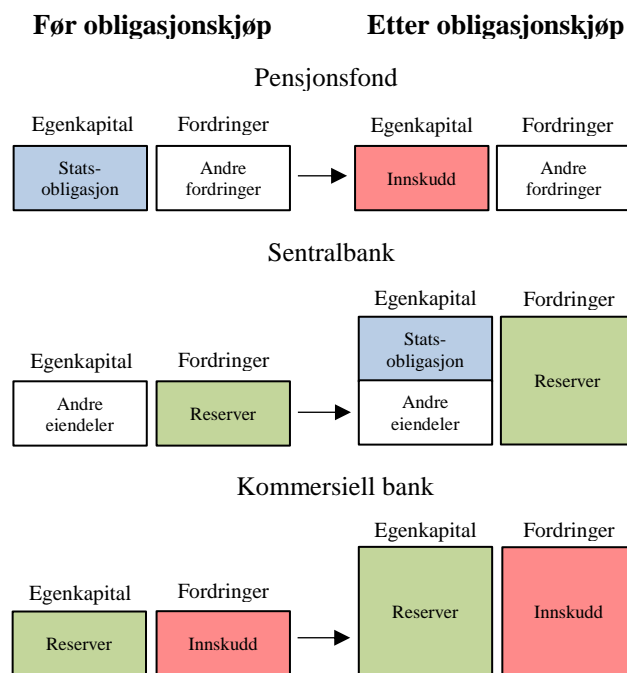 Før obligasjonskjøp Etter obligasjonskjøp
Pensjonsfond
Egenkapital Fordringer Egenkapital Fordringer
Stats-
obligasjon
Andre
fordringer
Innskudd
Andre
fordringer
Sentralbank
Egenkapital Fordringer
Stats-
obligasjon
Reserver
Egenkapital Fordringer
Andre
eiendeler
Reserver
Andre
eiendeler
Kommersiell bank
Egenkapital Fordringer
Reserver Innskudd
Egenkapital Fordringer
Reserver Innskudd